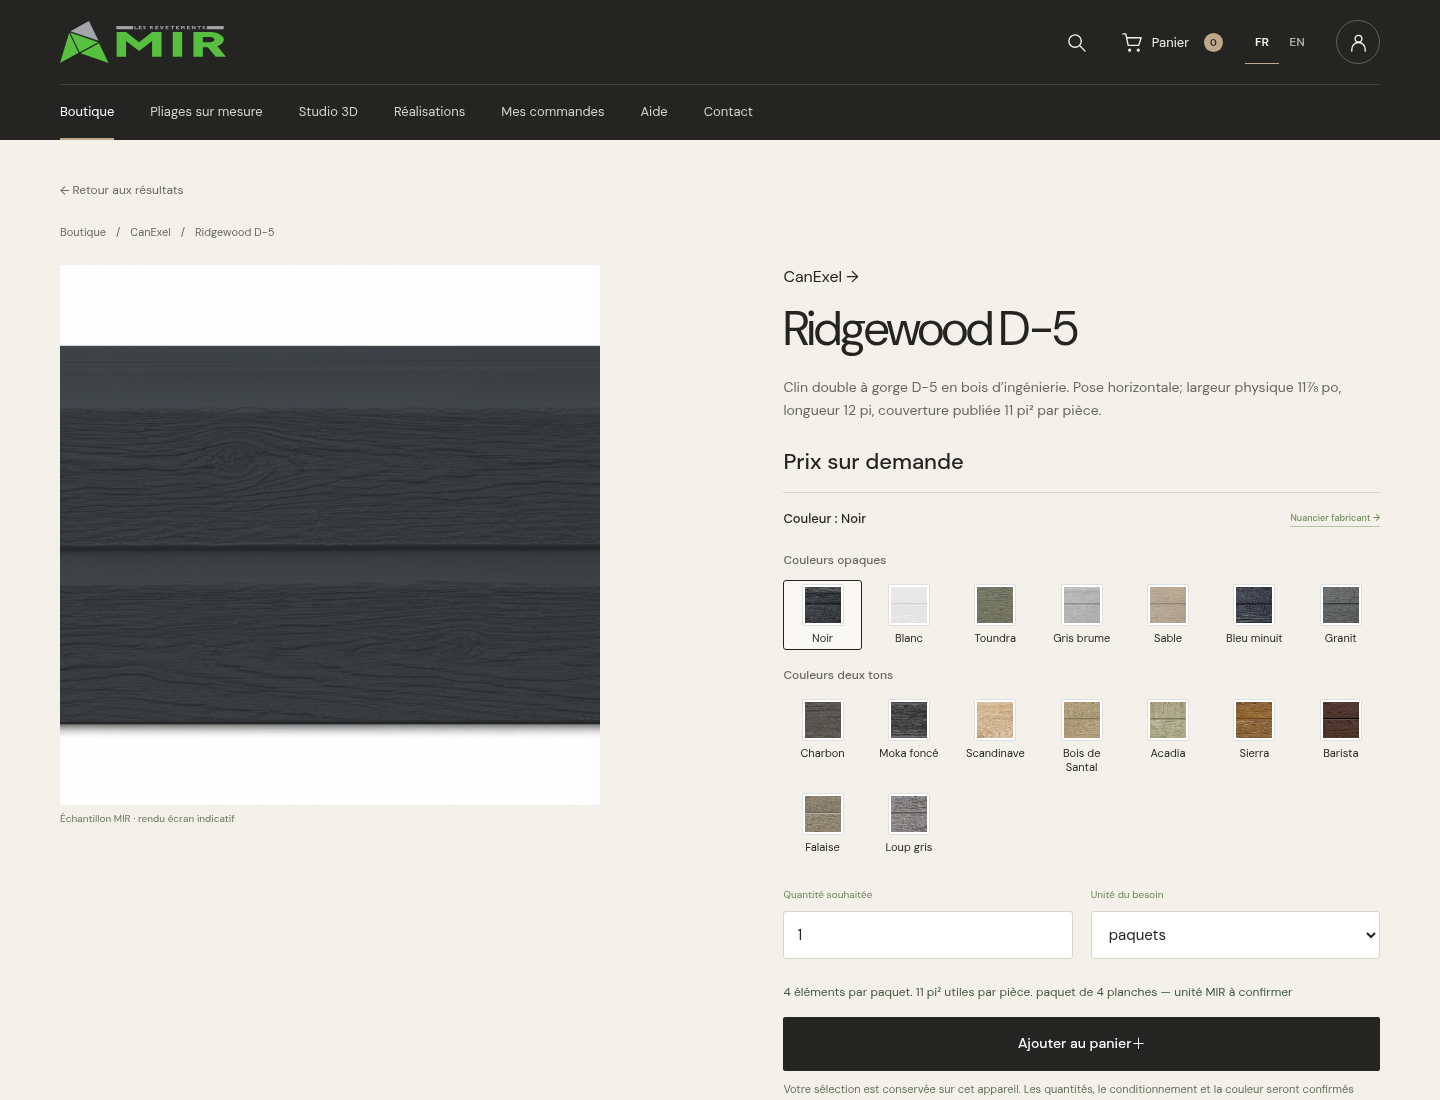 LES REVÊTEMENTS
MIR
Panier 0
FR EN
Boutique Pliages sur mesure Studio 3D Réalisations Mes commandes Aide Contact
← Retour aux résultats
Boutique / CanExel / Ridgewood D-5
CanExel →
Ridgewood D-5
Clin double à gorge D-5 en bois d’ingénierie. Pose horizontale; largeur physique 11⅞ po,
longueur 12 pi, couverture publiée 11 pi² par pièce.
Prix sur demande
Couleur : Noir
Nuancier fabricant →
Couleurs opaques
Noir Blanc Toundra Gris brume Sable Bleu minuit Granit
Couleurs deux tons
Charbon Moka foncé Scandinave Bois de Santal Acadia Sierra Barista
Falaise Loup gris
Échantillon MIR · rendu écran indicatif
Quantité souhaitée Unité du besoin
1 paquets
4 éléments par paquet. 11 pi² utiles par pièce. paquet de 4 planches — unité MIR à confirmer
Ajouter au panier +
Votre sélection est conservée sur cet appareil. Les quantités, le conditionnement et la couleur seront confirmés